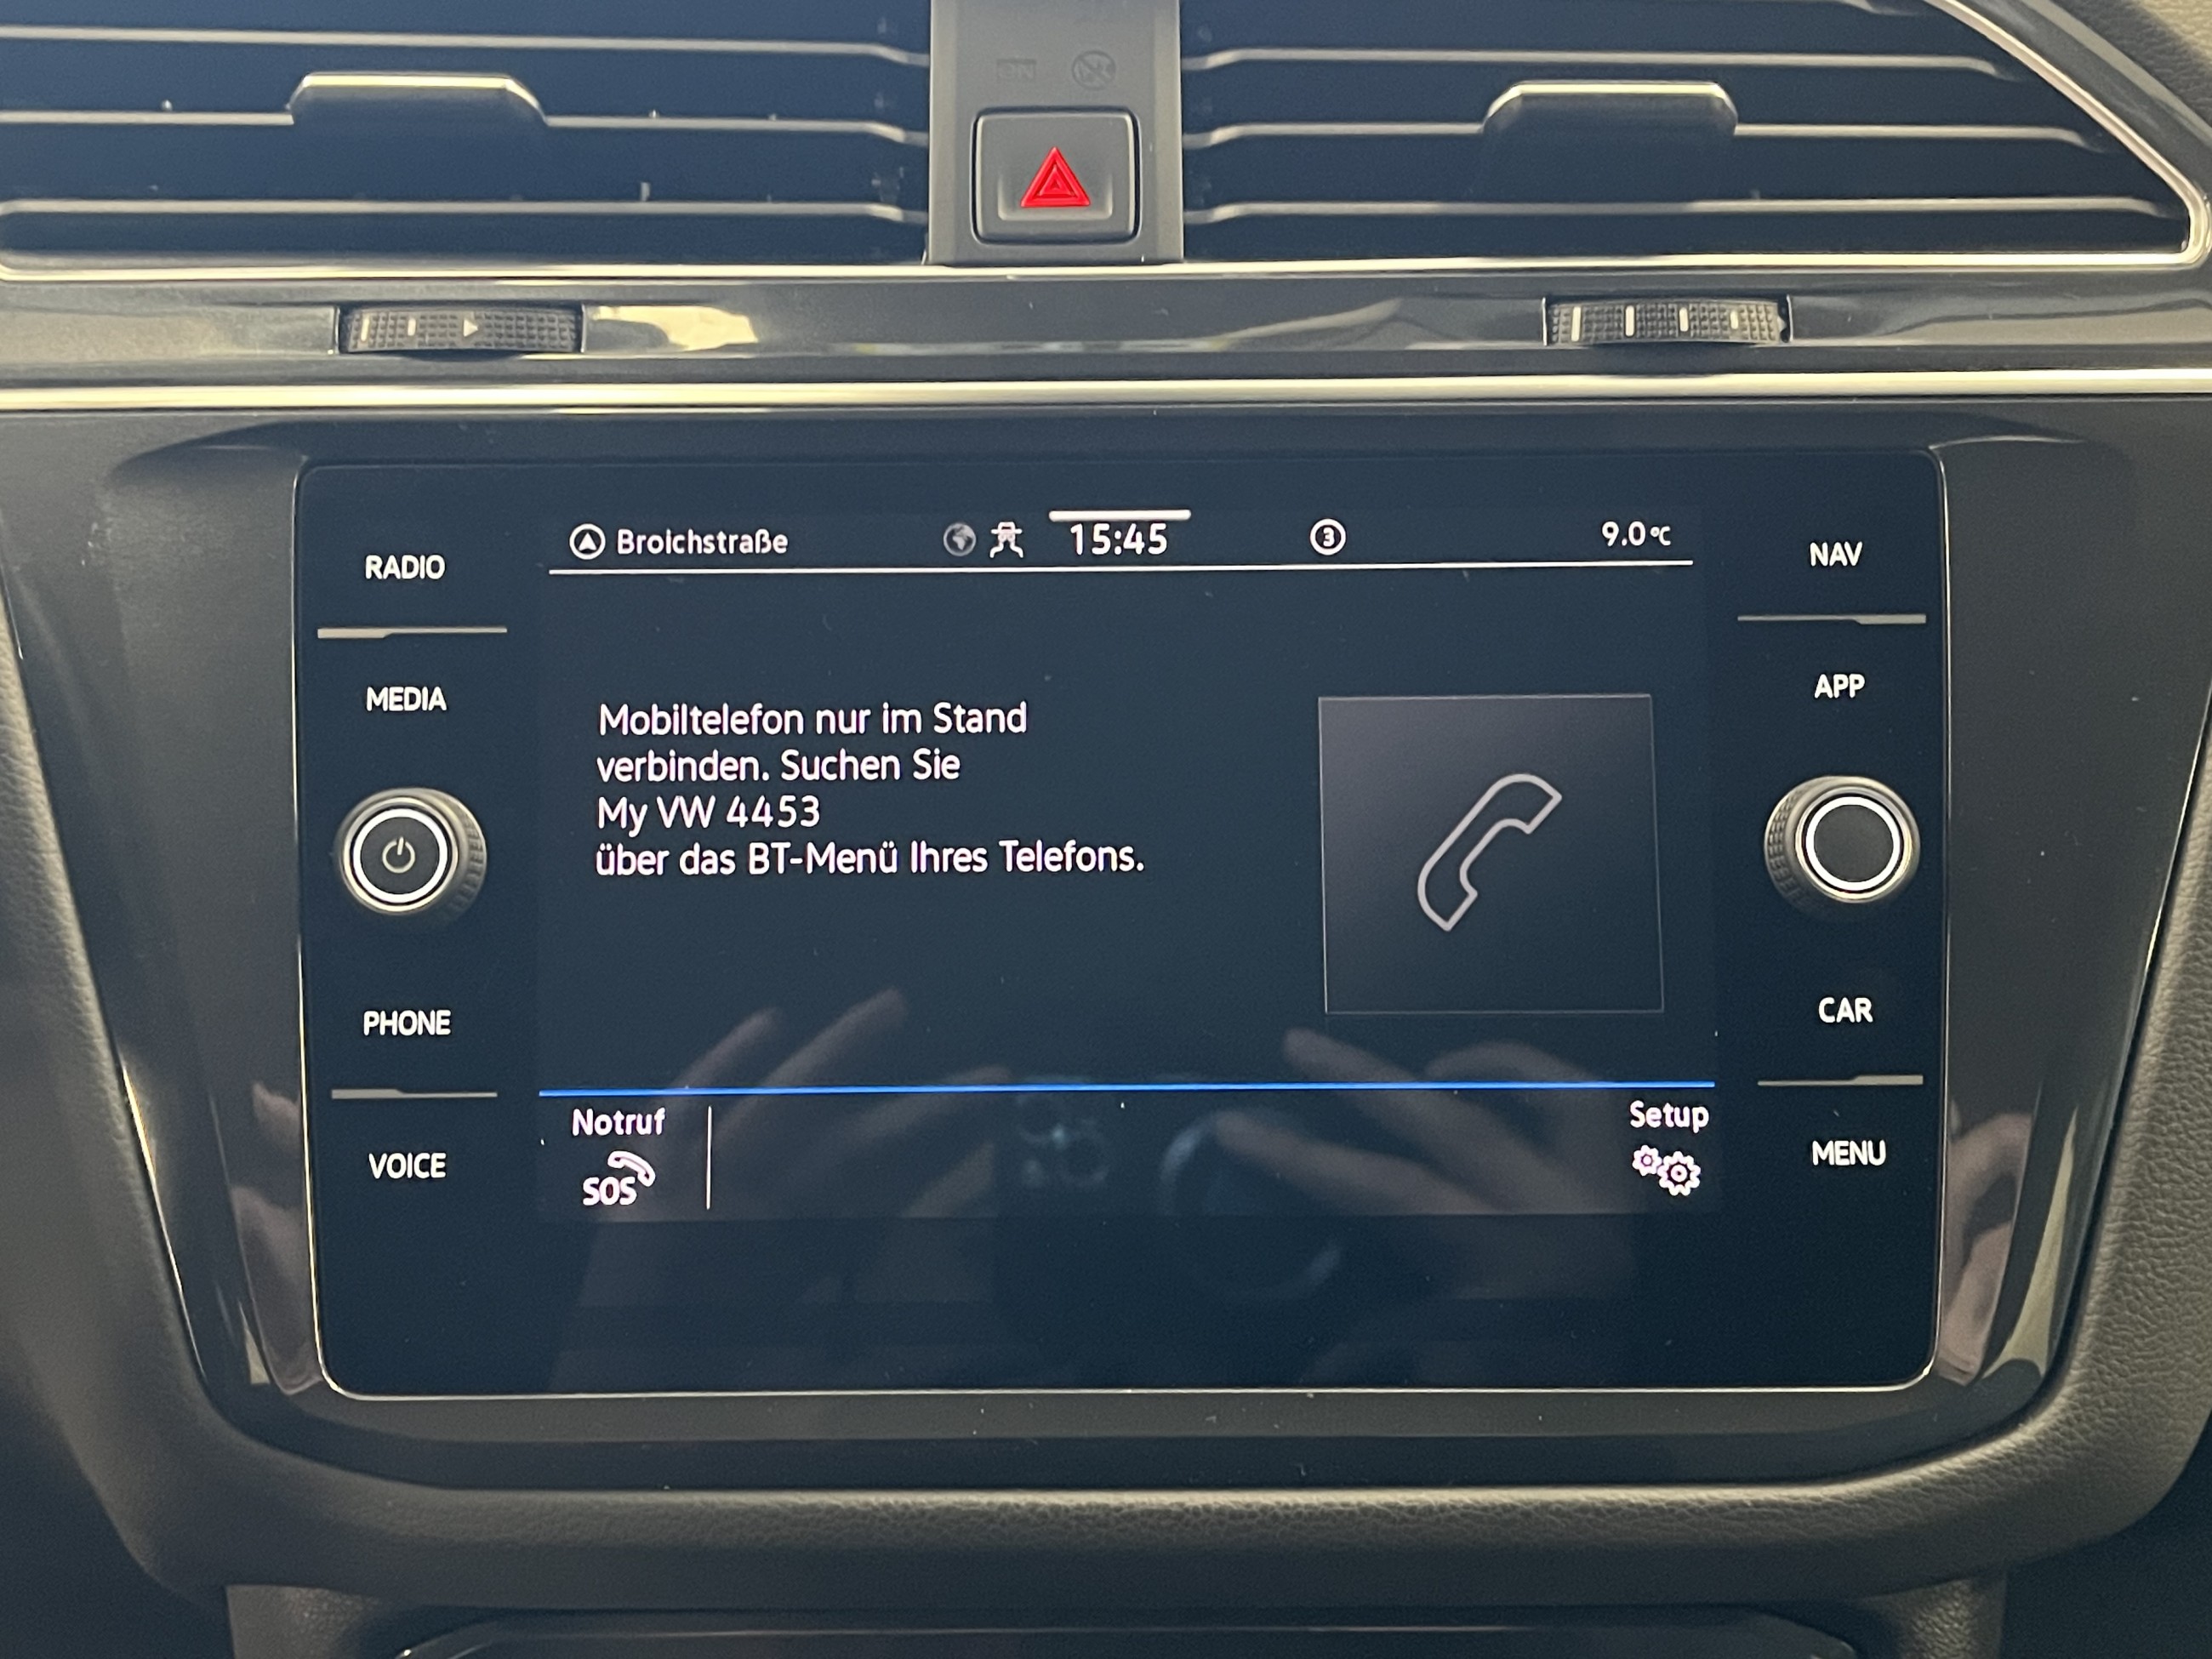 Broichstraße 15:45 3 9.0°C
RADIO
NAV
MEDIA
APP
Mobiltelefon nur im Stand
verbinden. Suchen Sie
My VW 4453
über das BT-Menü Ihres Telefons.
PHONE
CAR
Notruf
SOS
Setup
VOICE
MENU